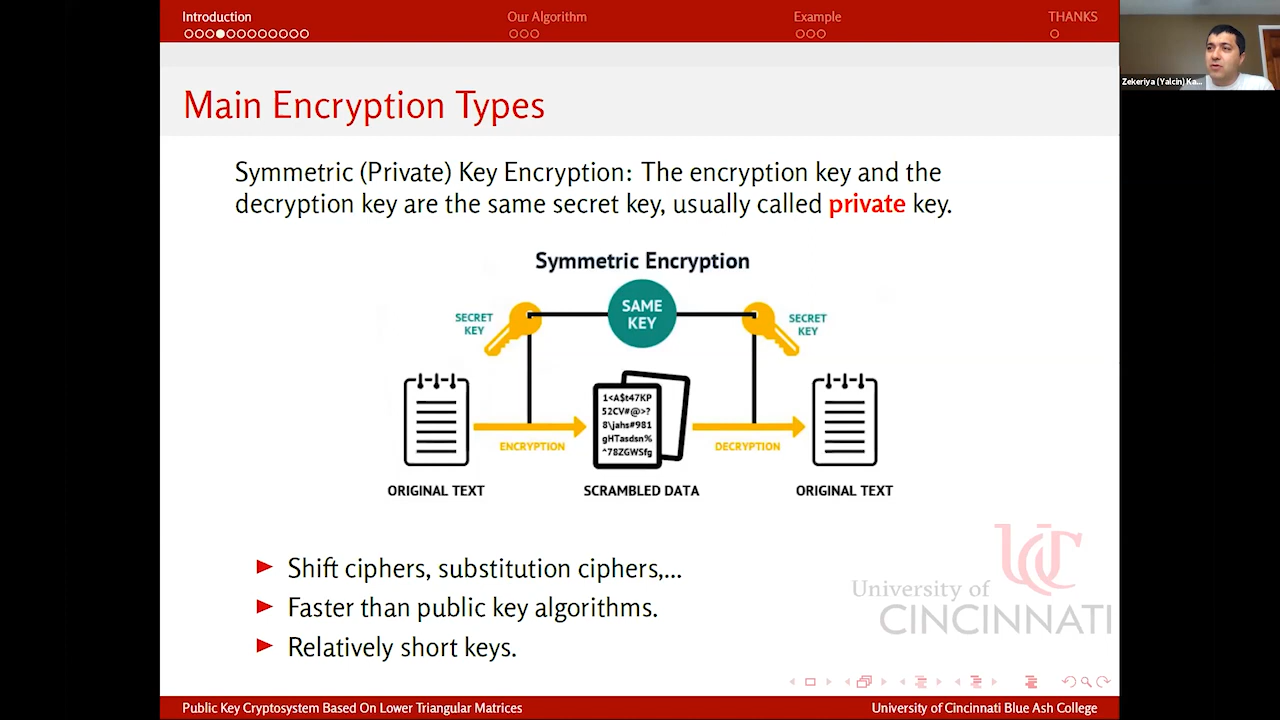 Introduction
Our Algorithm
Example
THANKS
Zekeriya (Yalcin) Ka...
Main Encryption Types
Symmetric (Private) Key Encryption: The encryption key and the
decryption key are the same secret key, usually called private key.
Symmetric Encryption
SECRET
KEY
SAME
KEY
SECRET
KEY
1<A$t47KP
52CV#@>?
8\jahs#981
gHTasdsn%
^78ZGWSfg
ENCRYPTION
DECRYPTION
ORIGINAL TEXT
SCRAMBLED DATA
ORIGINAL TEXT
Shift ciphers, substitution ciphers,...
Faster than public key algorithms.
Relatively short keys.
UC
University of
CINCINNATI
Public Key Cryptosystem Based On Lower Triangular Matrices
University of Cincinnati Blue Ash College